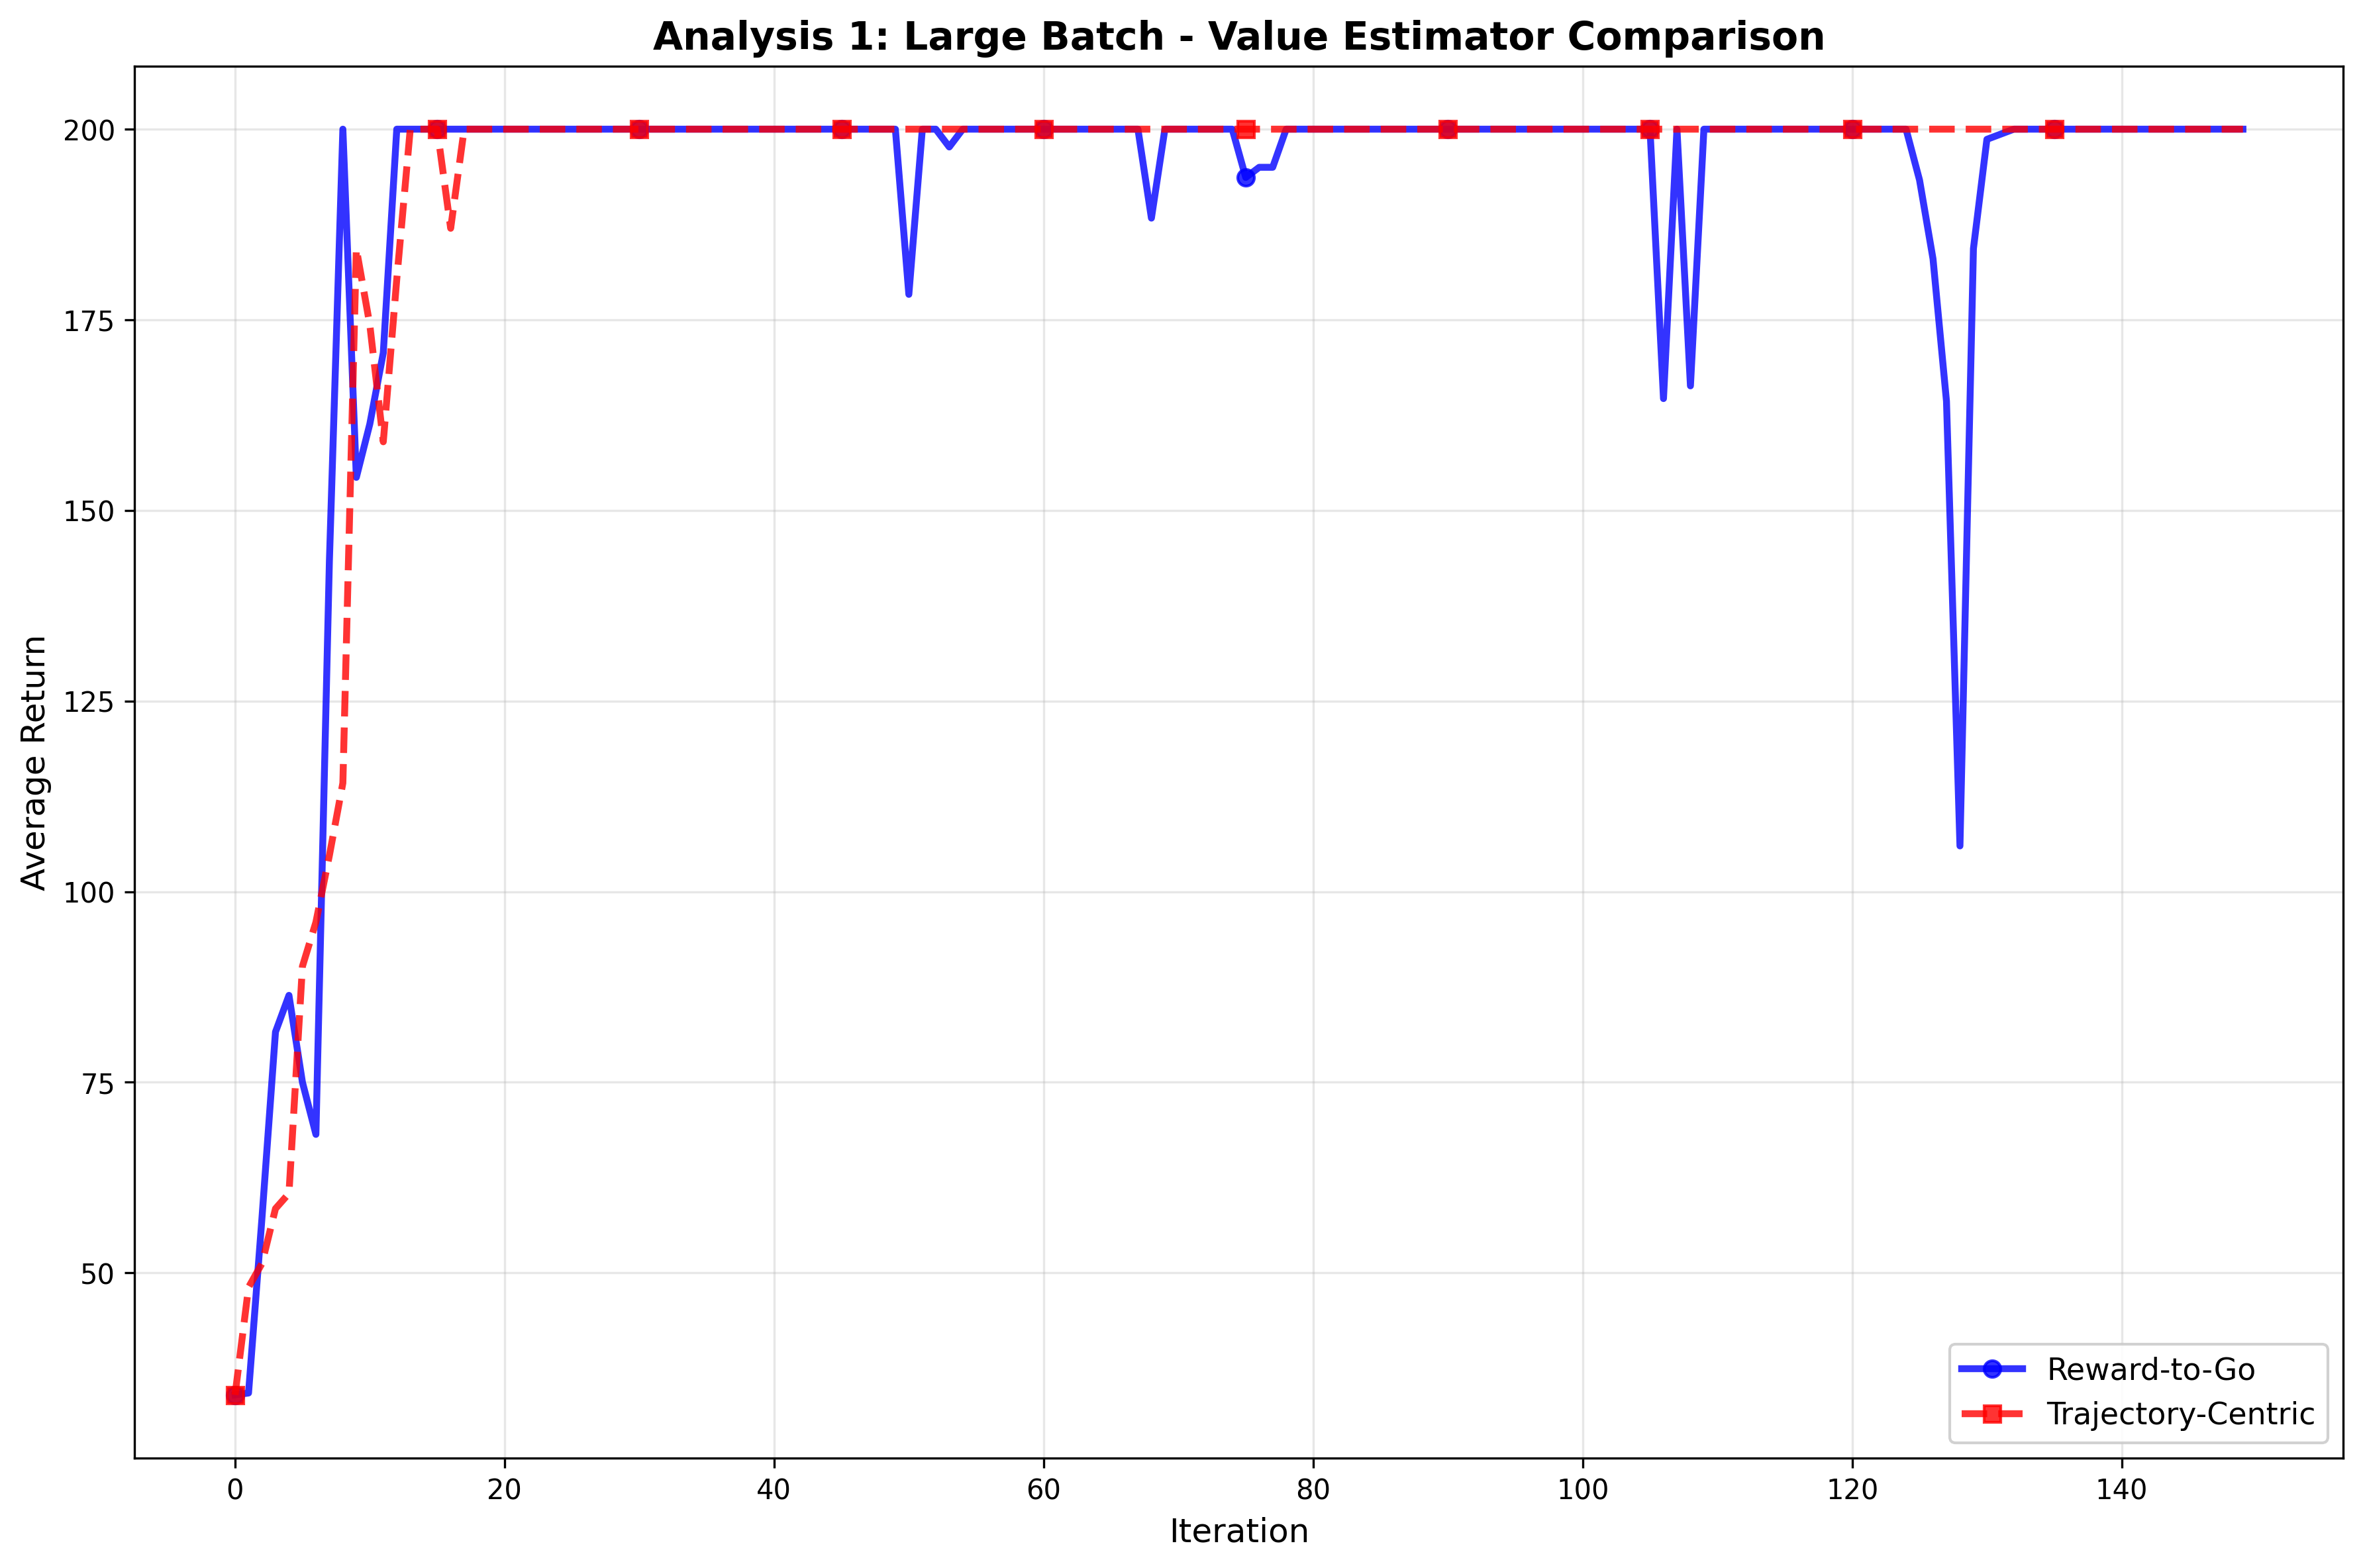 Analysis 1: Large Batch - Value Estimator Comparison
Average Return
200
175
150
125
100
75
50
0 20 40 60 80 100 120 140
Iteration
Reward-to-Go
Trajectory-Centric